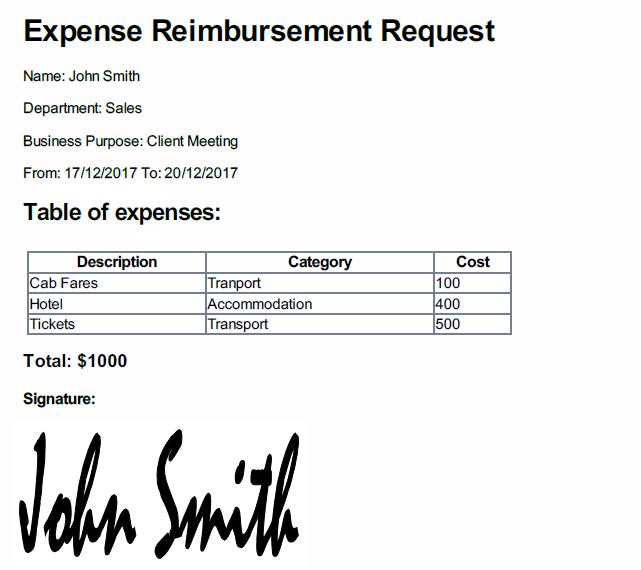 Expense Reimbursement Request
Name: John Smith
Department: Sales
Business Purpose: Client Meeting
From: 17/12/2017 To: 20/12/2017
Table of expenses:
Description Category Cost
Cab Fares Tranport 100
Hotel Accommodation 400
Tickets Transport 500
Total: $1000
Signature:
John Smith